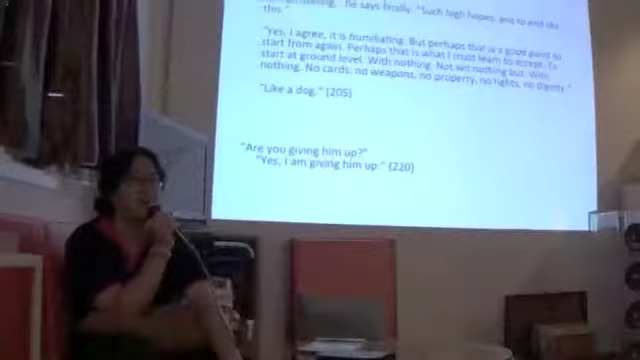 he says finally. "Such high hopes, and to end like
this."
"Yes, I agree, it is humiliating. But perhaps that is a good point to
start from again. Perhaps that is what I must learn to accept. To
start at ground level. With nothing. Not wit nothing but. With
nothing. No cards, no weapons, no property, no rights, no dignity."
"Like a dog." (205)
"Are you giving him up?"
"Yes, I am giving him up." (220)